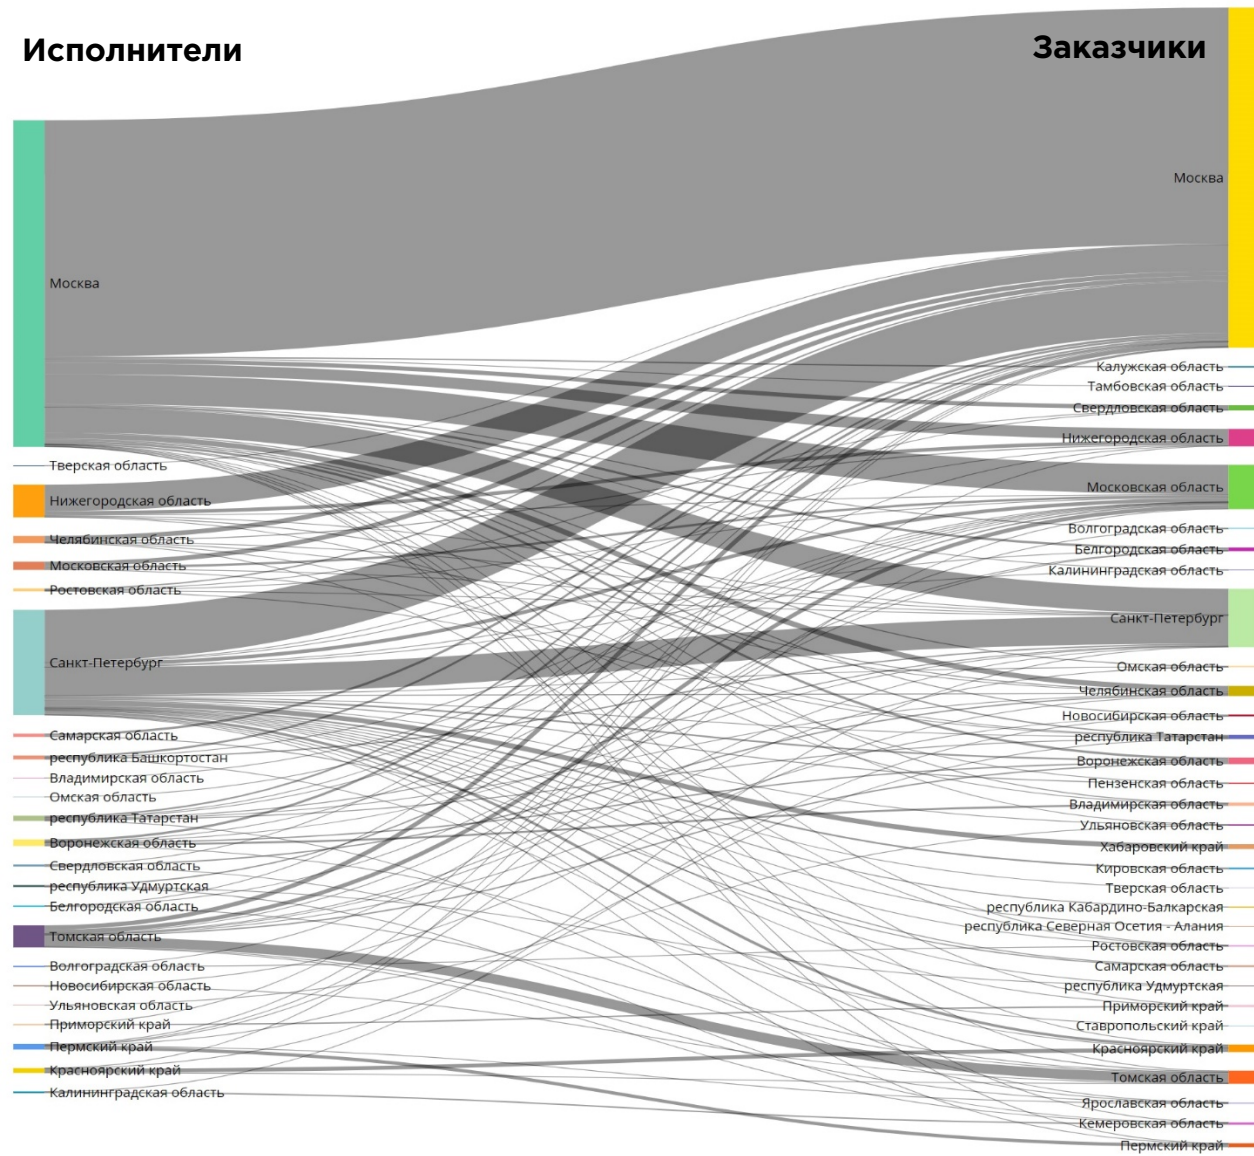 Исполнители
Заказчики
Москва
Тверская область
Нижегородская область
Челябинская область
Московская область
Ростовская область
Санкт-Петербург
Самарская область
республика Башкортостан
Владимирская область
Омская область
республика Татарстан
Воронежская область
Свердловская область
республика Удмуртская
Белгородская область
Томская область
Волгоградская область
Новосибирская область
Ульяновская область
Приморский край
Пермский край
Красноярский край
Калининградская область
Москва
Калужская область
Тамбовская область
Свердловская область
Нижегородская область
Московская область
Волгоградская область
Белгородская область
Калининградская область
Санкт-Петербург
Омская область
Челябинская область
Новосибирская область
республика Татарстан
Воронежская область
Пензенская область
Владимирская область
Ульяновская область
Хабаровский край
Кировская область
Тверская область
республика Кабардино-Балкарская
республика Северная Осетия - Алания
Ростовская область
Самарская область
республика Удмуртская
Приморский край
Ставропольский край
Красноярский край
Томская область
Ярославская область
Кемеровская область
Пермский край